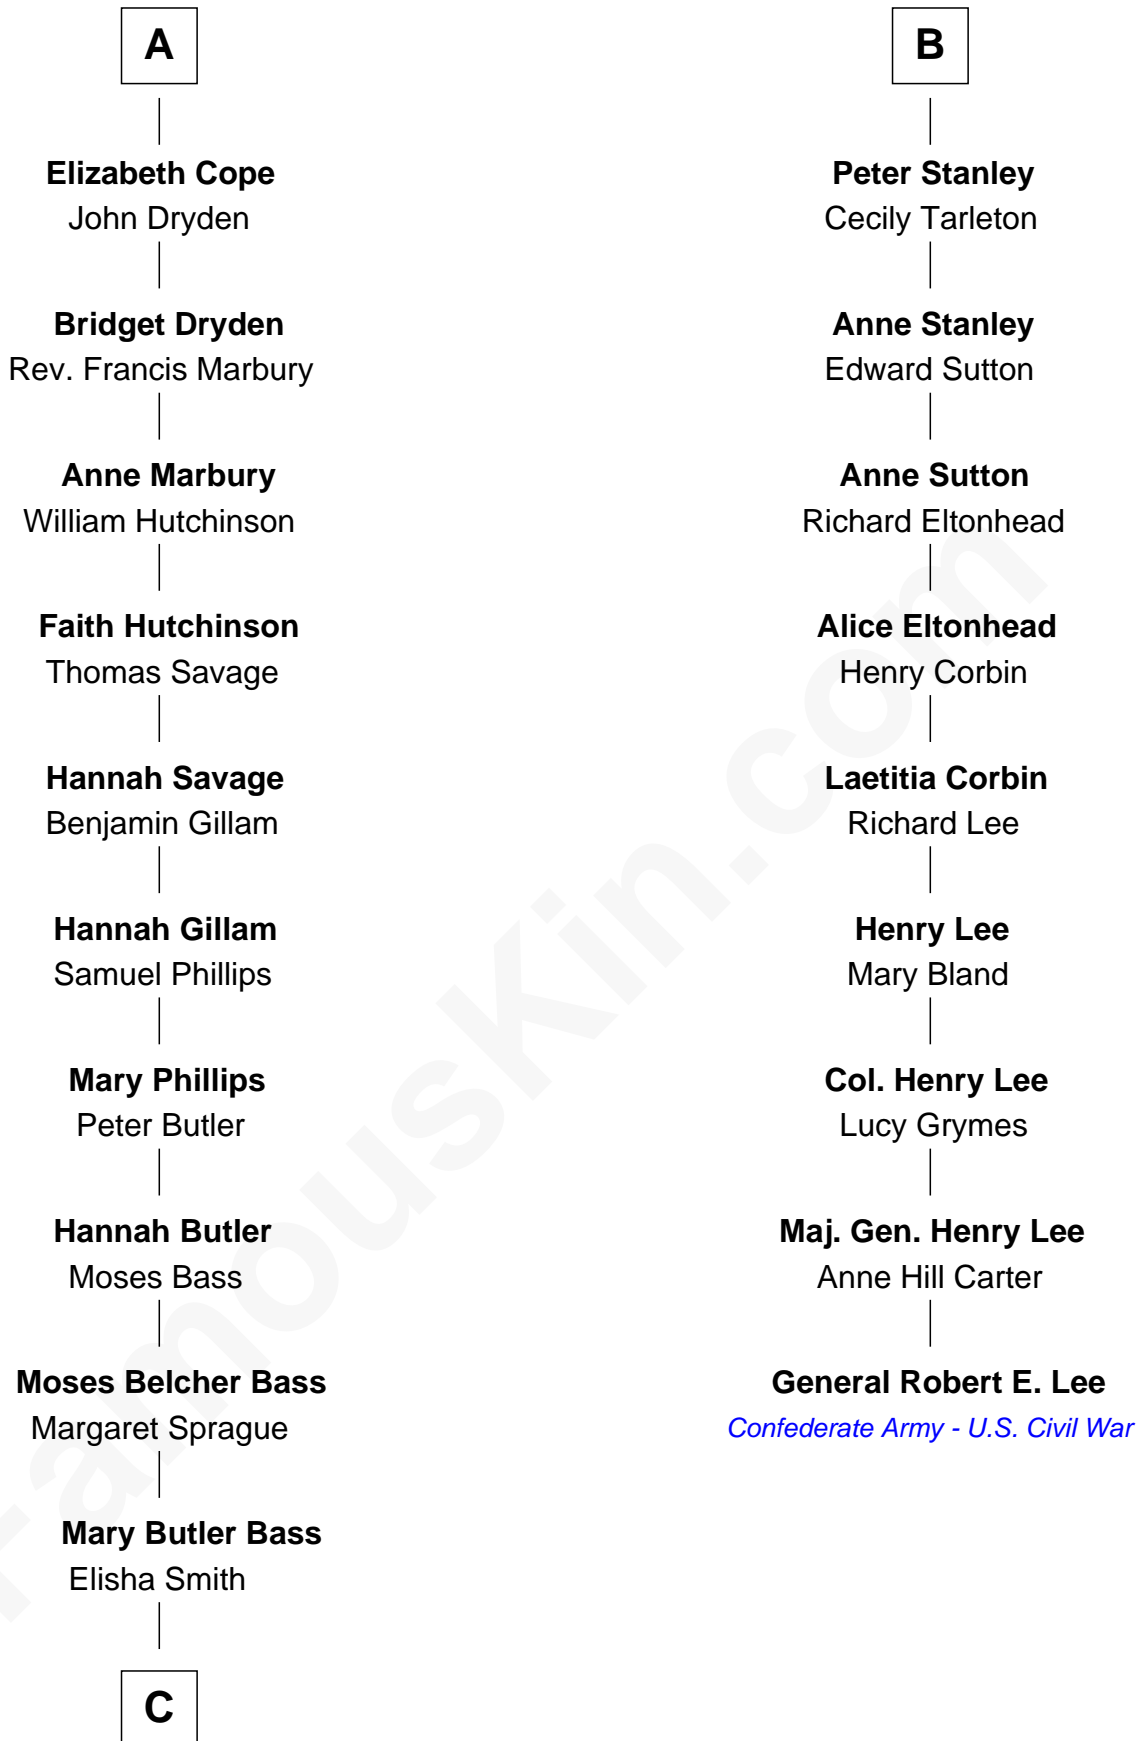 A
Elizabeth Cope
John Dryden
Bridget Dryden
Rev. Francis Marbury
Anne Marbury
William Hutchinson
Faith Hutchinson
Thomas Savage
Hannah Savage
Benjamin Gillam
Hannah Gillam
Samuel Phillips
Mary Phillips
Peter Butler
Hannah Butler
Moses Bass
Moses Belcher Bass
Margaret Sprague
Mary Butler Bass
Elisha Smith
C
B
Peter Stanley
Cecily Tarleton
Anne Stanley
Edward Sutton
Anne Sutton
Richard Eltonhead
Alice Eltonhead
Henry Corbin
Laetitia Corbin
Richard Lee
Henry Lee
Mary Bland
Col. Henry Lee
Lucy Grymes
Maj. Gen. Henry Lee
Anne Hill Carter
General Robert E. Lee
Confederate Army - U.S. Civil War
FamousKin.com